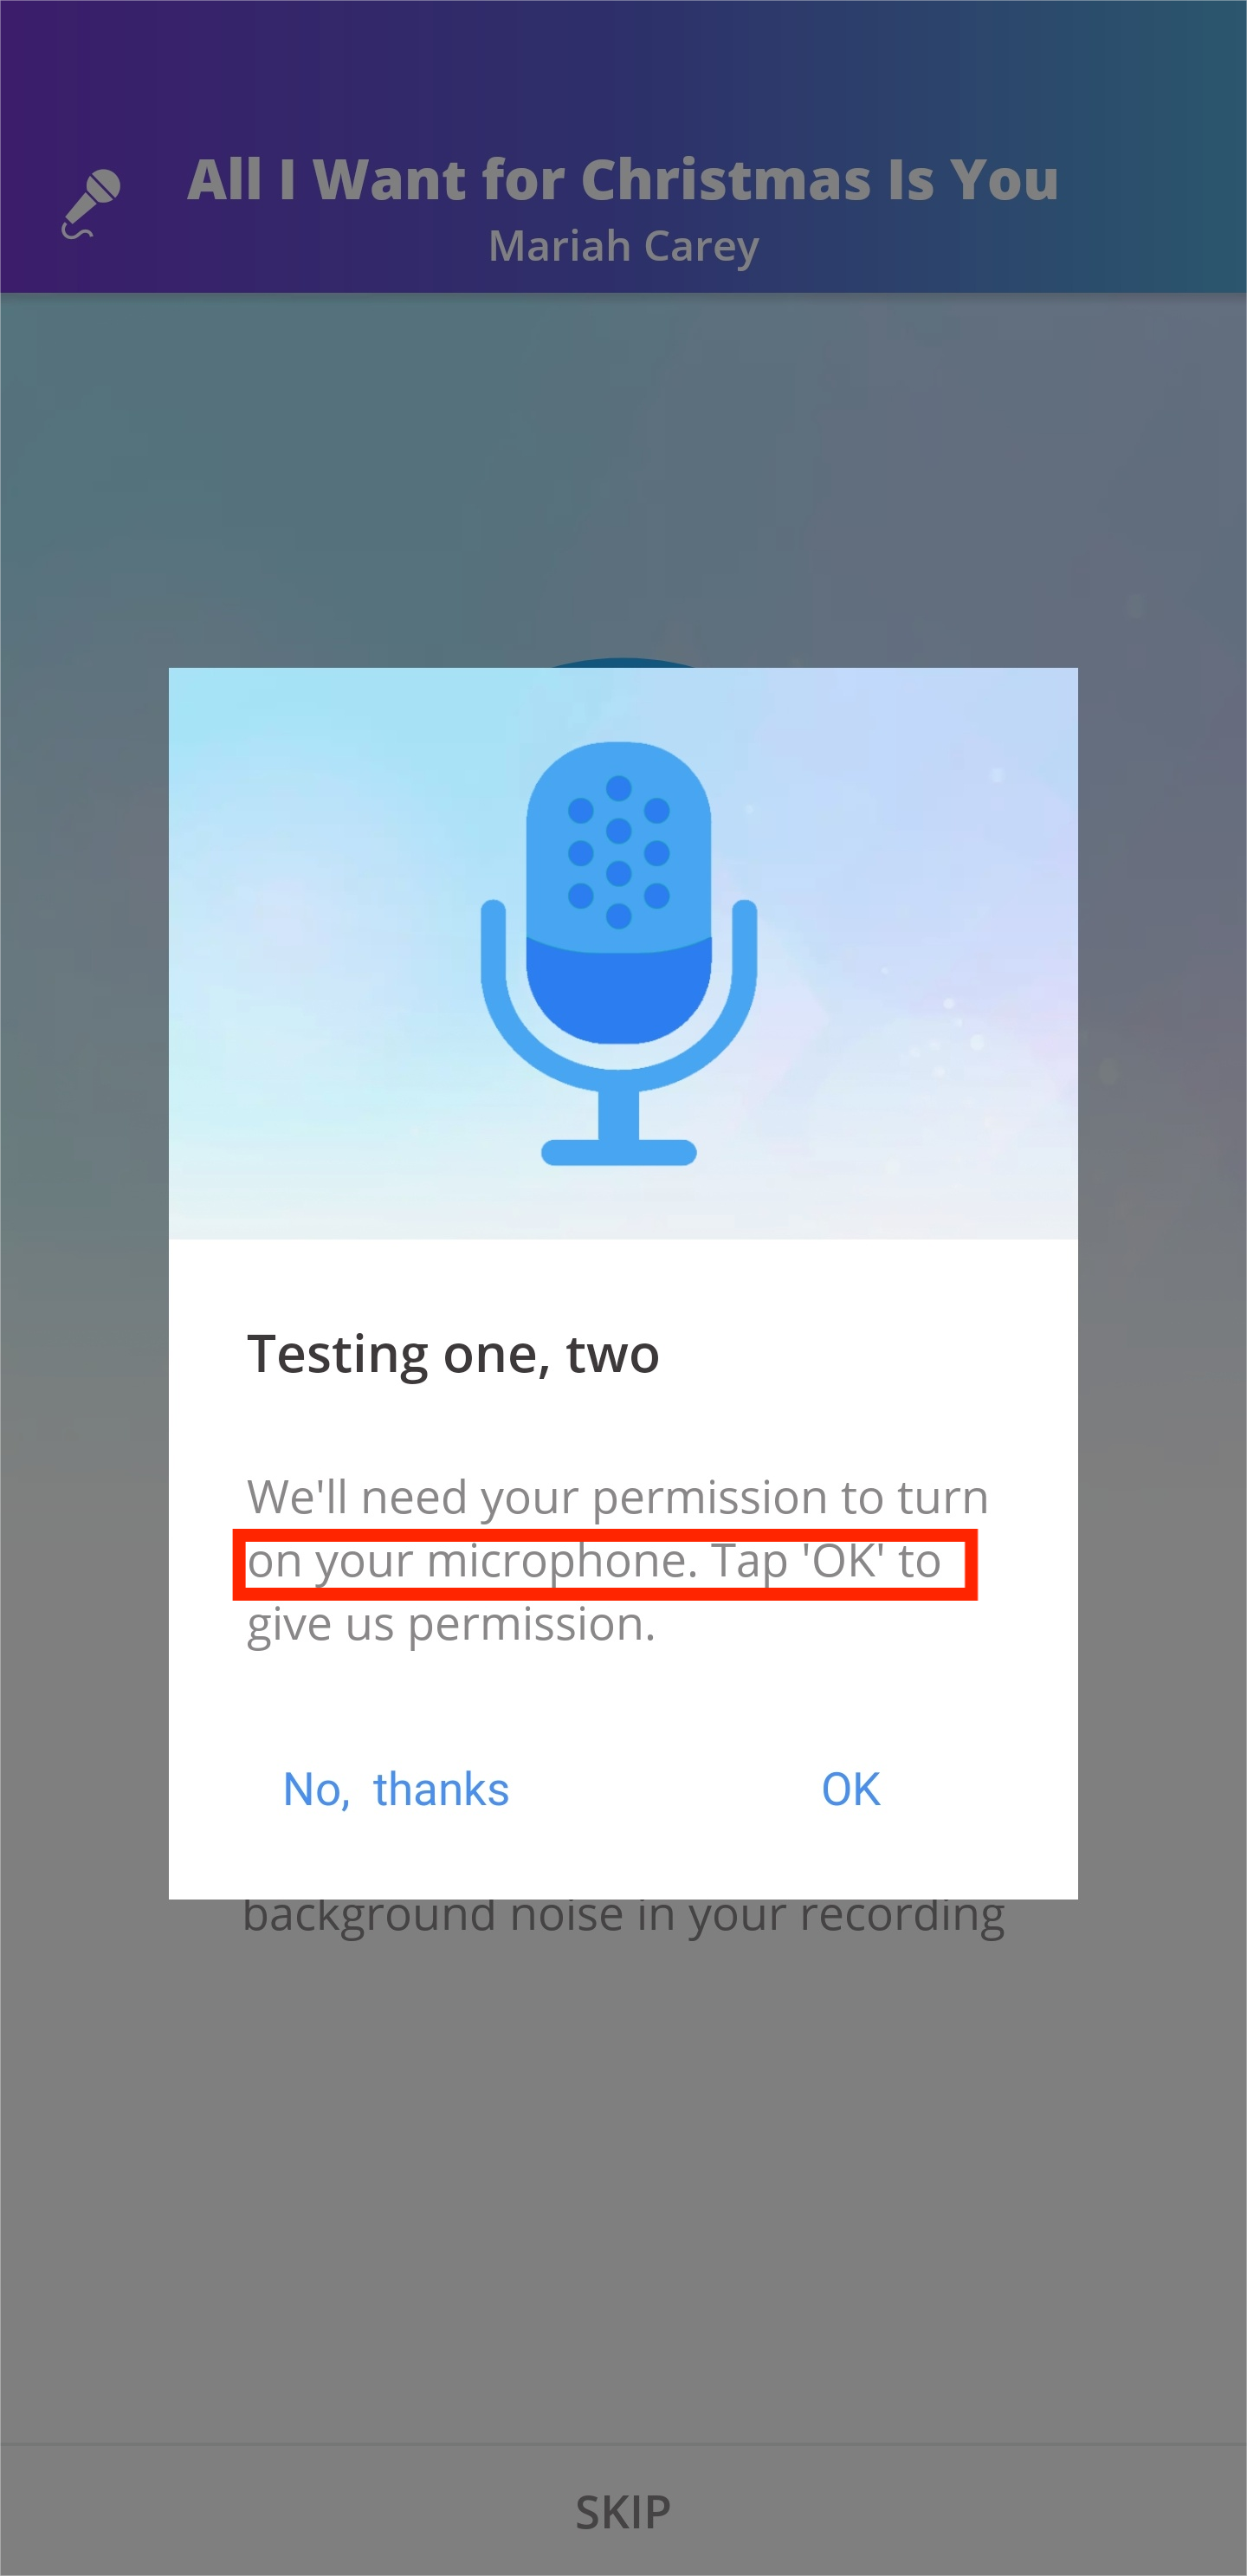 All I Want for Christmas Is You
Mariah Carey
Testing one, two
We'll need your permission to turn
on your microphone. Tap 'OK' to
give us permission.
No, thanks
OK
background noise in your recording
SKIP